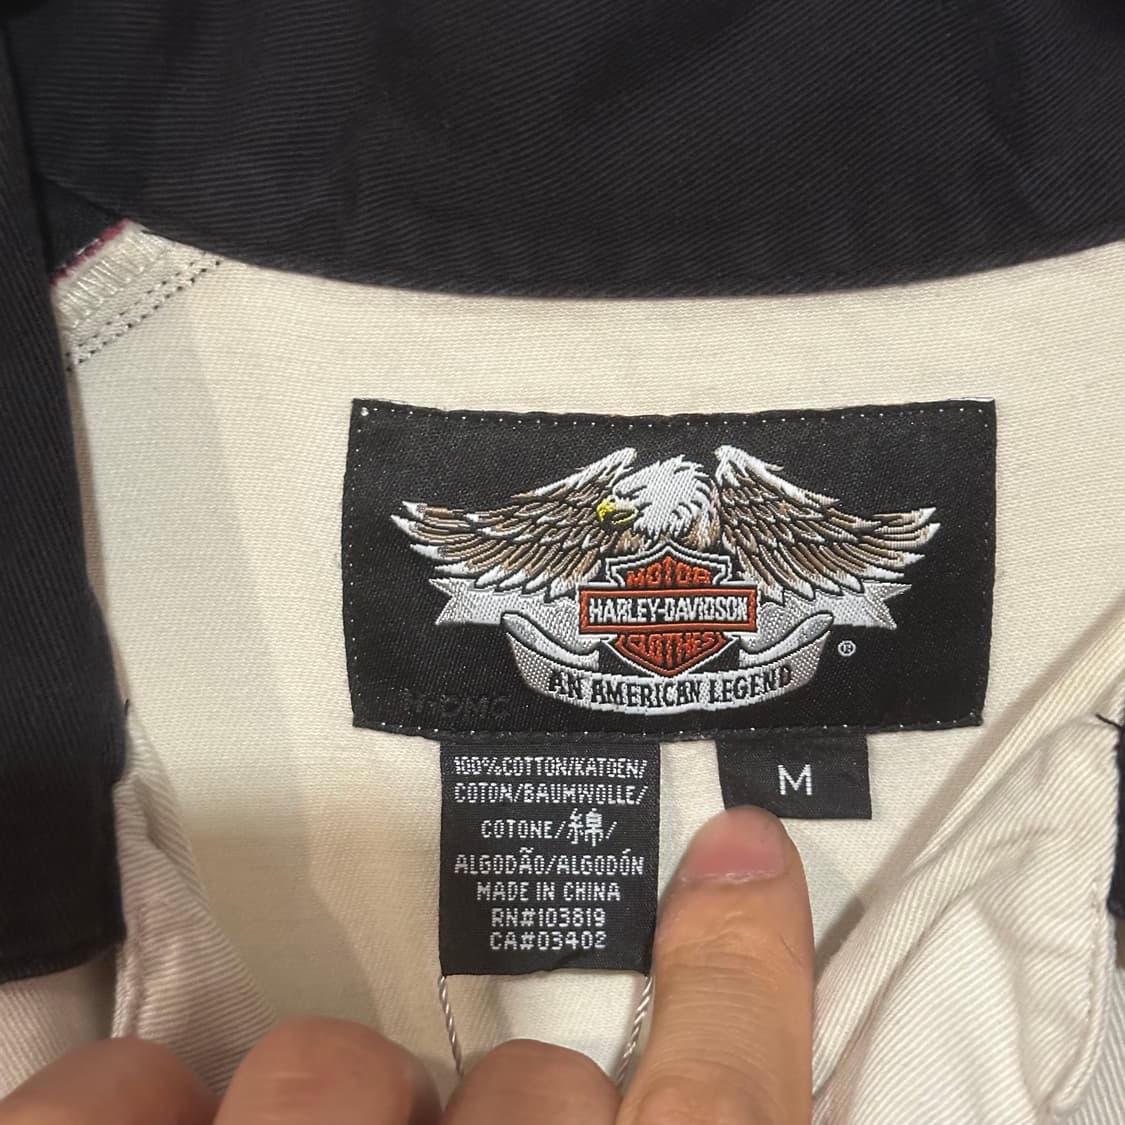 MOTOR
HARLEY-DAVIDSON
CLOTHES
®
AN AMERICAN LEGEND
100%COTTON/KATOEN/
COTON/BAUMWOLLE/
COTONE/綿/
ALGODÃO/ALGODÓN
MADE IN CHINA
RN#103819
CA#03402
M